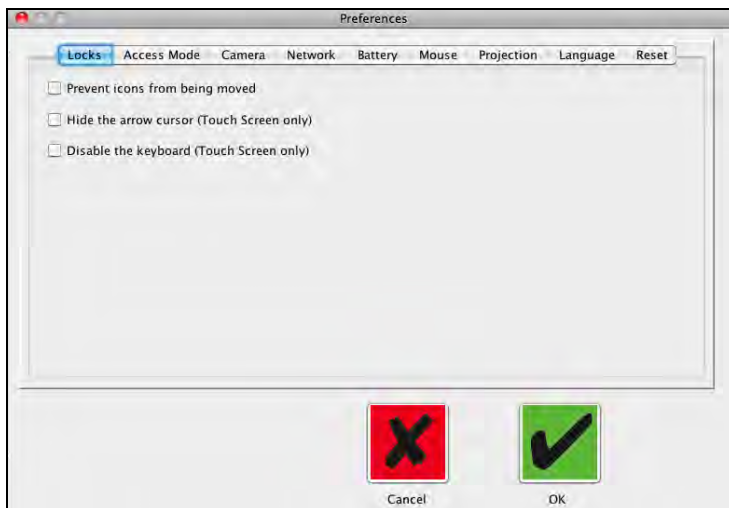 Preferences
Locks Access Mode Camera Network Battery Mouse Projection Language Reset
Prevent icons from being moved
Hide the arrow cursor (Touch Screen only)
Disable the keyboard (Touch Screen only)
Cancel OK